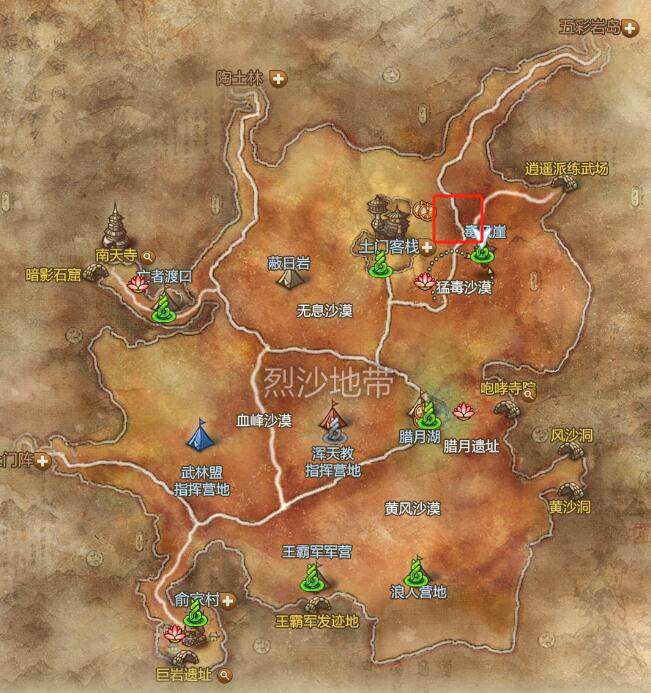 五彩岩岛
陶土林
逍遥派练武场
土门客栈
崖
南天寺
暗影石窟
亡者渡口
蔽日岩
猛毒沙漠
无息沙漠
烈沙地带
咆哮寺院
血峰沙漠
腊月湖
腊月遗址
风沙洞
浑天教
指挥营地
武林盟
指挥营地
门阵
黄沙洞
黄风沙漠
王霸军军营
浪人营地
俞家村
王霸军发迹地
巨岩遗址